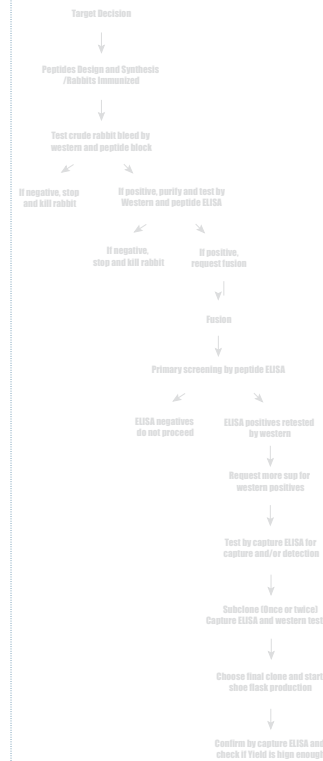 Target Decision
Peptides Design and Synthesis
/Rabbits Immunized
Test crude rabbit bleed by
western and peptide block
If negative, stop
and kill rabbit
If positive, purify and test by
Western and peptide ELISA
If negative,
stop and kill rabbit
If positive,
request fusion
Fusion
Primary screening by peptide ELISA
ELISA negatives
do not proceed
ELISA positives retested
by western
Request more sup for
western positives
Test by capture ELISA for
capture and/or detection
Subclone (Once or twice)
Capture ELISA and western test
Choose final clone and start
shoe flask production
Confirm by capture ELISA and
check if Yield is hign enough